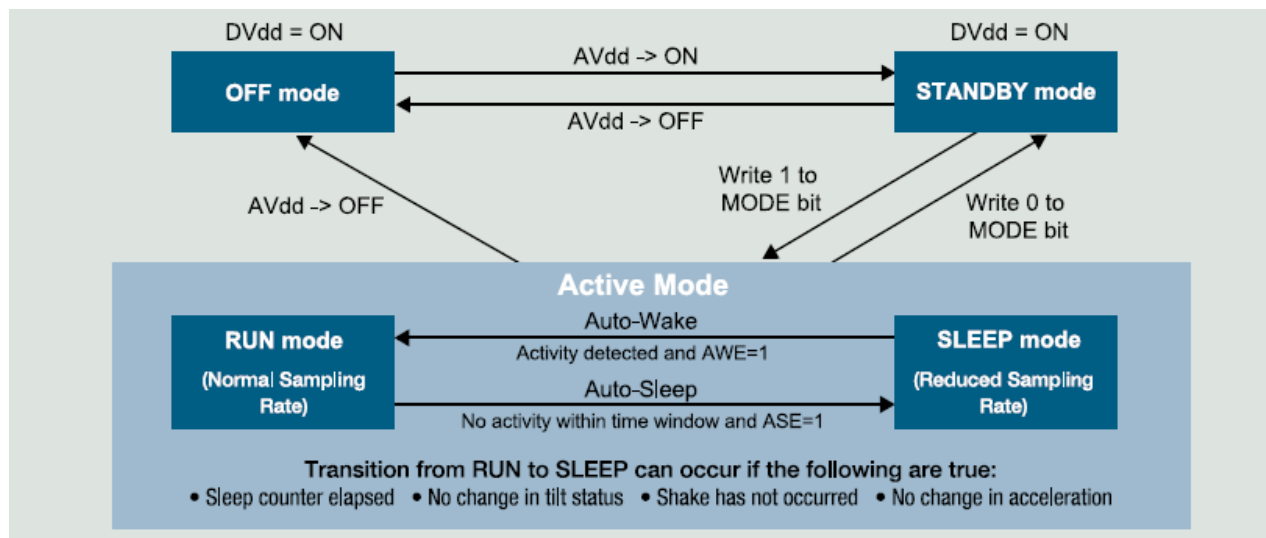 DVdd = ON
DVdd = ON
OFF mode
AVdd -> ON
STANDBY mode
AVdd -> OFF
AVdd -> OFF
Write 1 to
MODE bit
Write 0 to
MODE bit
Active Mode
RUN mode
(Normal Sampling
Rate)
Auto-Wake
Activity detected and AWE=1
Auto-Sleep
No activity within time window and ASE=1
SLEEP mode
(Reduced Sampling
Rate)
Transition from RUN to SLEEP can occur if the following are true:
• Sleep counter elapsed • No change in tilt status • Shake has not occurred • No change in acceleration